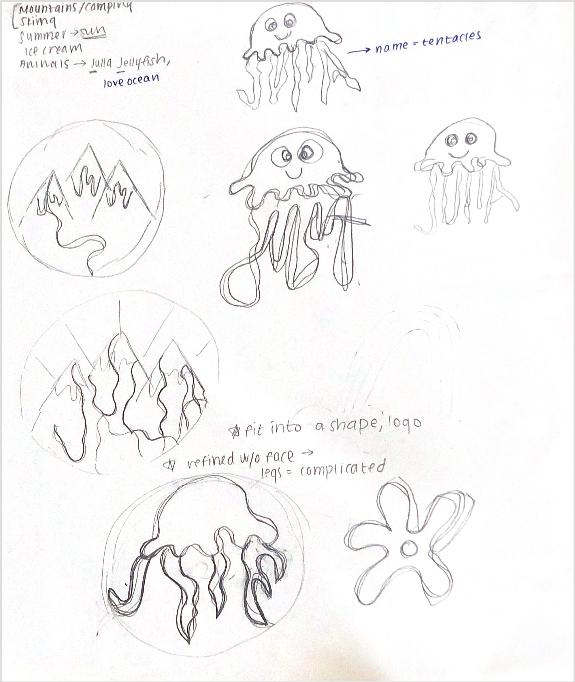 Mountains/camping
Skiing
Summer → sun
ice cream
Animals → Julia Jellyfish,
love ocean
→ name = tentacles
☆ fit into a shape, logo
☆ refined w/o face →
legs = complicated